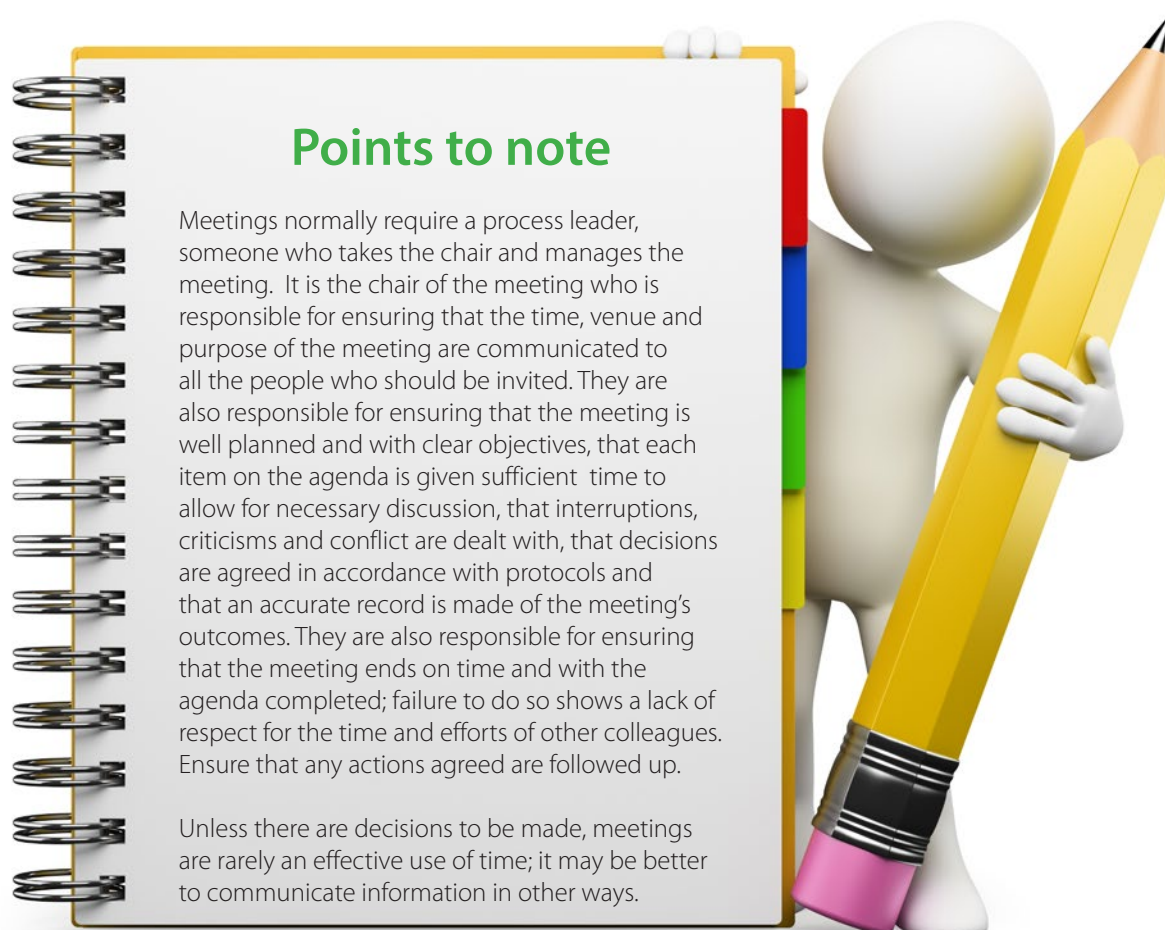 Points to note
Meetings normally require a process leader,
someone who takes the chair and manages the
meeting.  It is the chair of the meeting who is
responsible for ensuring that the time, venue and
purpose of the meeting are communicated to
all the people who should be invited. They are
also responsible for ensuring that the meeting is
well planned and with clear objectives, that each
item on the agenda is given sufficient  time to
allow for necessary discussion, that interruptions,
criticisms and conflict are dealt with, that decisions
are agreed in accordance with protocols and
that an accurate record is made of the meeting's
outcomes. They are also responsible for ensuring
that the meeting ends on time and with the
agenda completed; failure to do so shows a lack of
respect for the time and efforts of other colleagues.
Ensure that any actions agreed are followed up.

Unless there are decisions to be made, meetings
are rarely an effective use of time; it may be better
to communicate information in other ways.